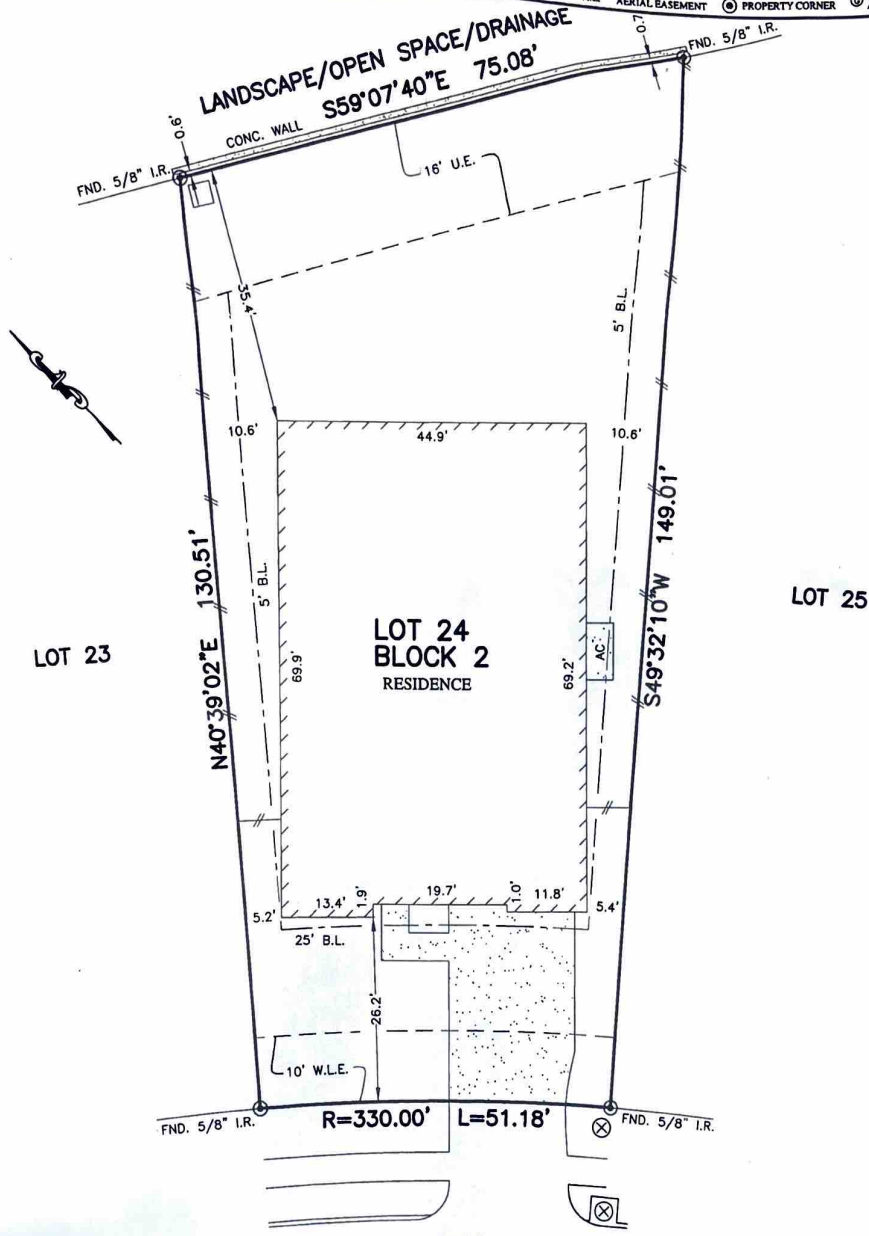 AERIAL EASEMENT
PROPERTY CORNER
LANDSCAPE/OPEN SPACE/DRAINAGE
S59°07'40"E 75.08'
0.7
FND. 5/8" I.R.
0.6'
CONC. WALL
FND. 5/8" I.R.
16' U.E.
35.4'
5' B.L.
10.6'
44.9'
10.6'
N40°39'02"E 130.51'
5' B.L.
S49°32'10"W 149.01'
LOT 23
LOT 25
69.9'
LOT 24
BLOCK 2
RESIDENCE
69.2'
AC
13.4'
1.9'
19.7'
1.0'
11.8'
5.2'
5.4'
25' B.L.
26.2'
10' W.L.E.
FND. 5/8" I.R.
R=330.00' L=51.18'
FND. 5/8" I.R.